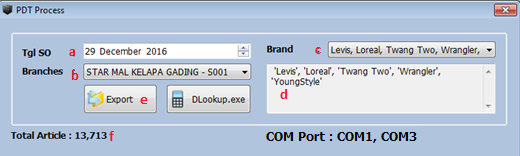 PDT Process
Tgl SO a 29 December 2016
Brand c Levis, Loreal, Twang Two, Wrangler,
Branches b STAR MAL KELAPA GADING - S001
'Levis', 'Loreal', 'Twang Two', 'Wrangler',
'YoungStyle'
d
Export e DLookup.exe
Total Article : 13,713 f
COM Port : COM1, COM3